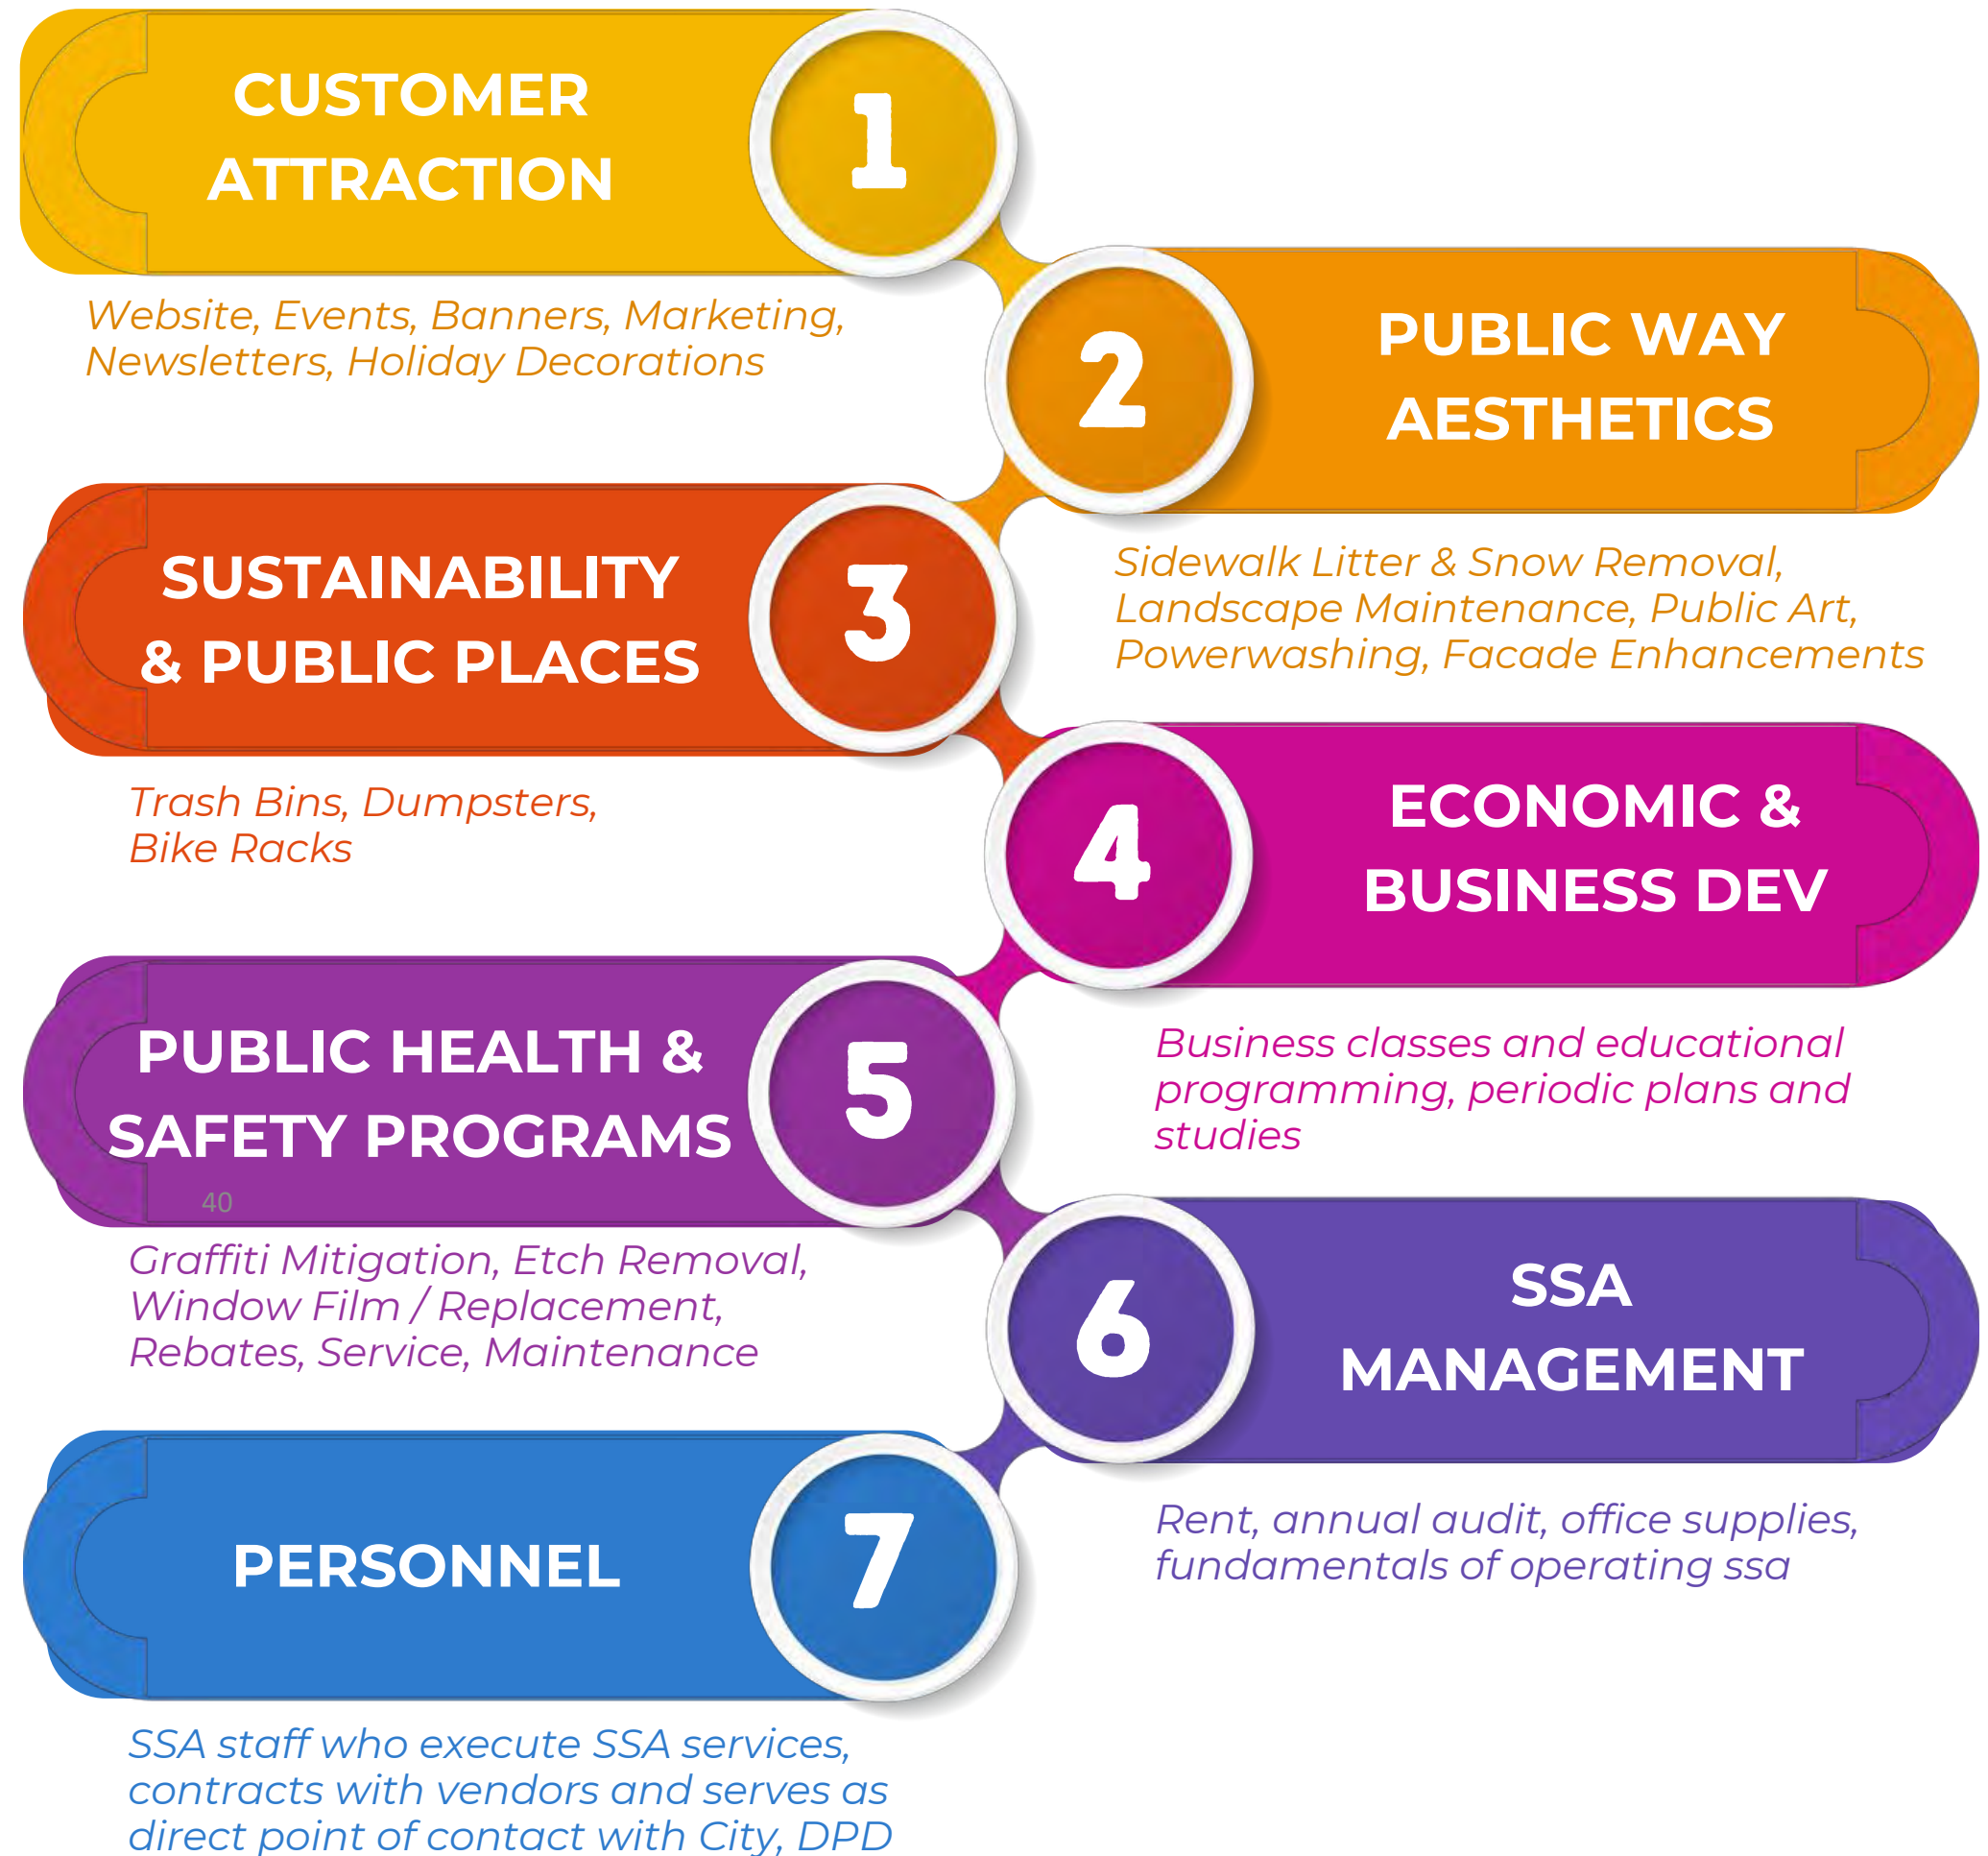 CUSTOMER
ATTRACTION
1
Website, Events, Banners, Marketing,
Newsletters, Holiday Decorations
2
PUBLIC WAY
AESTHETICS
Sidewalk Litter & Snow Removal,
Landscape Maintenance, Public Art,
Powerwashing, Facade Enhancements
SUSTAINABILITY
& PUBLIC PLACES
3
Trash Bins, Dumpsters,
Bike Racks
4
ECONOMIC &
BUSINESS DEV
Business classes and educational
programming, periodic plans and
studies
PUBLIC HEALTH &
SAFETY PROGRAMS
5
40
Graffiti Mitigation, Etch Removal,
Window Film / Replacement,
Rebates, Service, Maintenance
6
SSA
MANAGEMENT
Rent, annual audit, office supplies,
fundamentals of operating ssa
PERSONNEL
7
SSA staff who execute SSA services,
contracts with vendors and serves as
direct point of contact with City, DPD